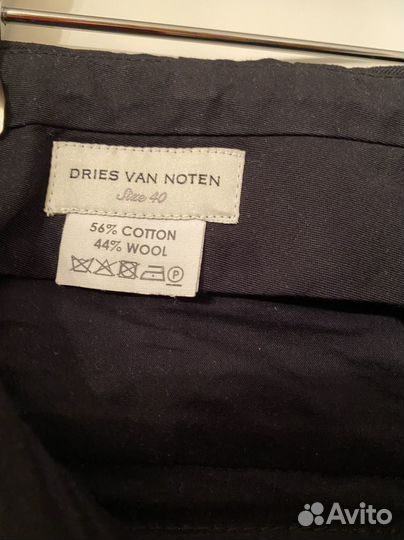 DRIES VAN NOTEN
Size 40
56% COTTON
44% WOOL
P
Avito